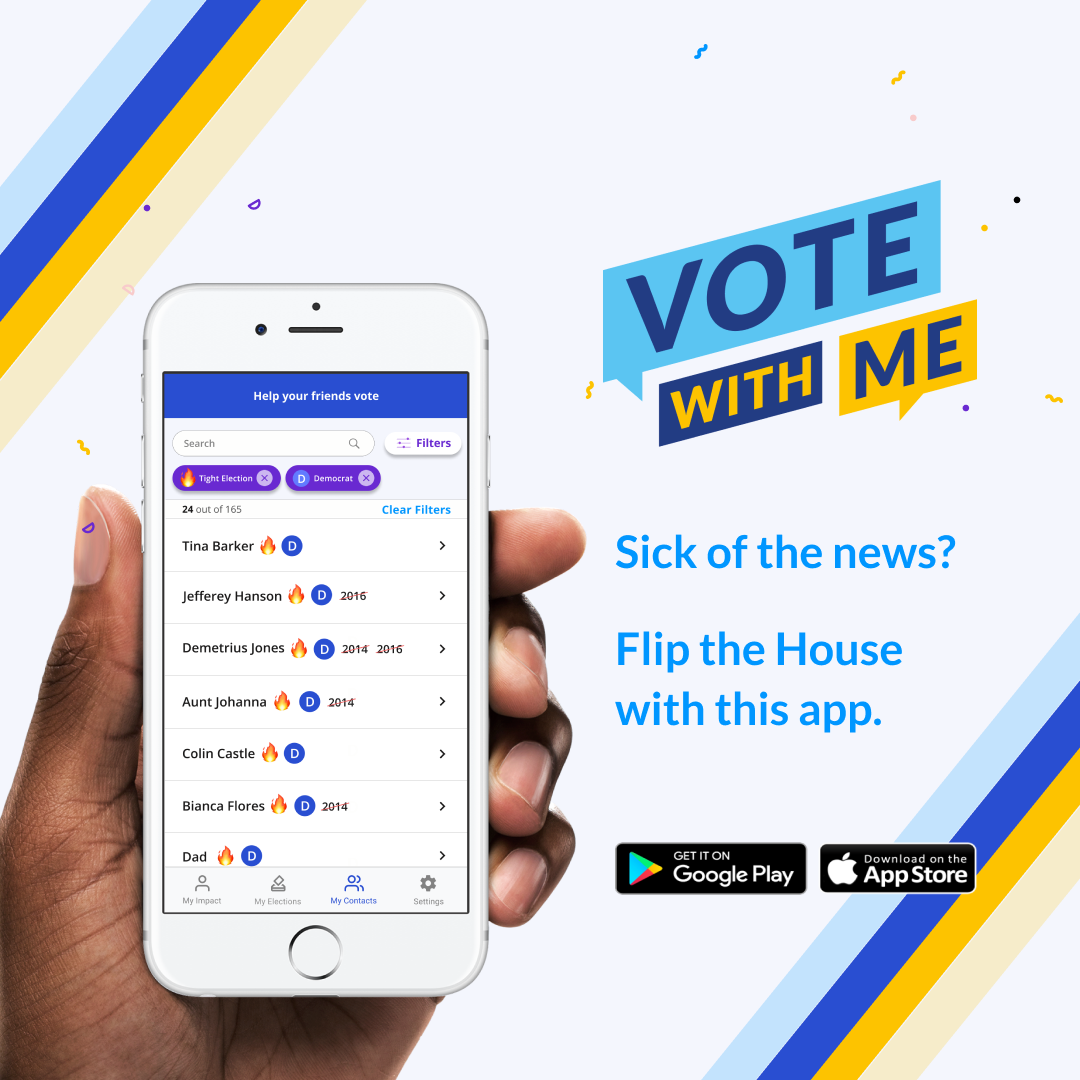 VOTE
WITH ME
Help your friends vote
Search
Filters
Tight Election
D Democrat
24 out of 165
Clear Filters
Tina Barker D
Jefferey Hanson D 2016
Demetrius Jones D 2014 2016
Aunt Johanna D 2014
Colin Castle D
Bianca Flores D 2014
Dad D
My Impact
My Elections
My Contacts
Settings
Sick of the news?
Flip the House
with this app.
GET IT ON
Google Play
Download on the
App Store